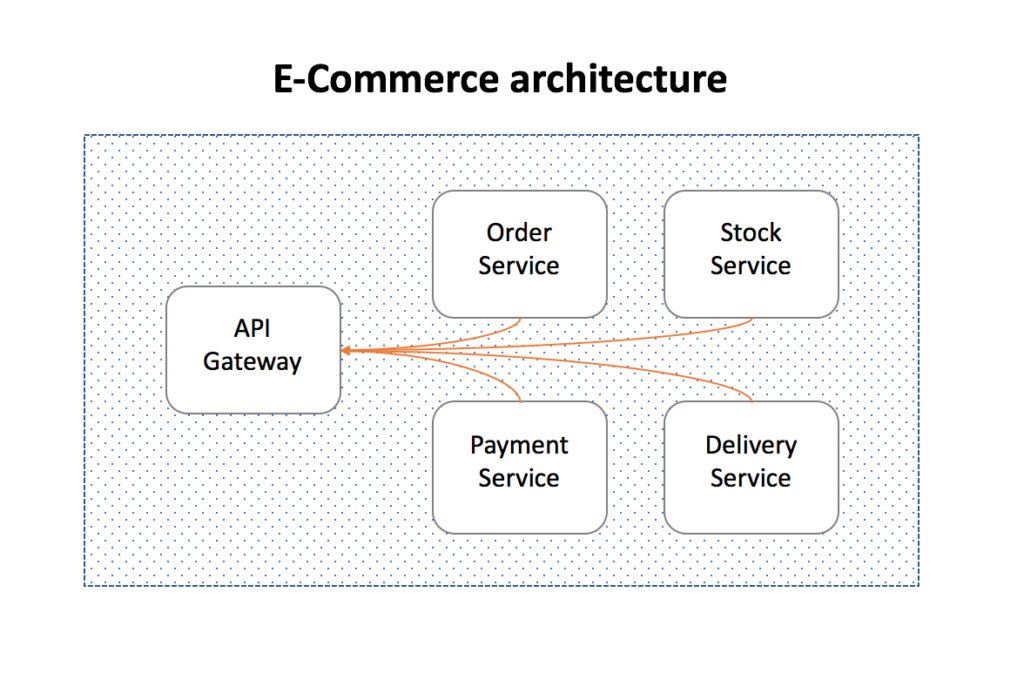 E-Commerce architecture
Order
Service
Stock
Service
API
Gateway
Payment
Service
Delivery
Service